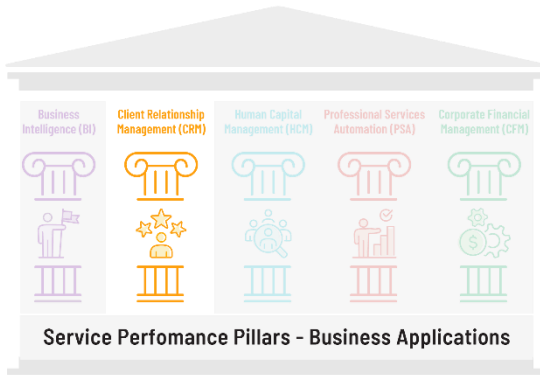 Business
Intelligence (BI)
Client Relationship
Management (CRM)
Human Capital
Management (HCM)
Professional Services
Automation (PSA)
Corporate Financial
Management (CFM)
$
Service Perfomance Pillars - Business Applications